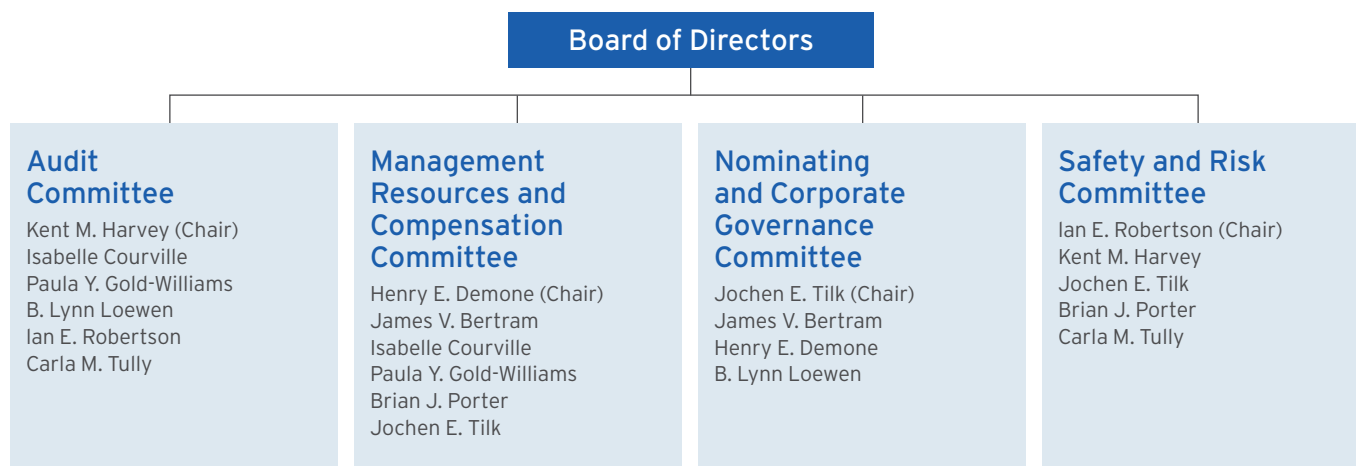 Board of Directors
Audit
Committee
Kent M. Harvey (Chair)
Isabelle Courville
Paula Y. Gold-Williams
B. Lynn Loewen
Ian E. Robertson
Carla M. Tully
Management
Resources and
Compensation
Committee
Henry E. Demone (Chair)
James V. Bertram
Isabelle Courville
Paula Y. Gold-Williams
Brian J. Porter
Jochen E. Tilk
Nominating
and Corporate
Governance
Committee
Jochen E. Tilk (Chair)
James V. Bertram
Henry E. Demone
B. Lynn Loewen
Safety and Risk
Committee
Ian E. Robertson (Chair)
Kent M. Harvey
Jochen E. Tilk
Brian J. Porter
Carla M. Tully